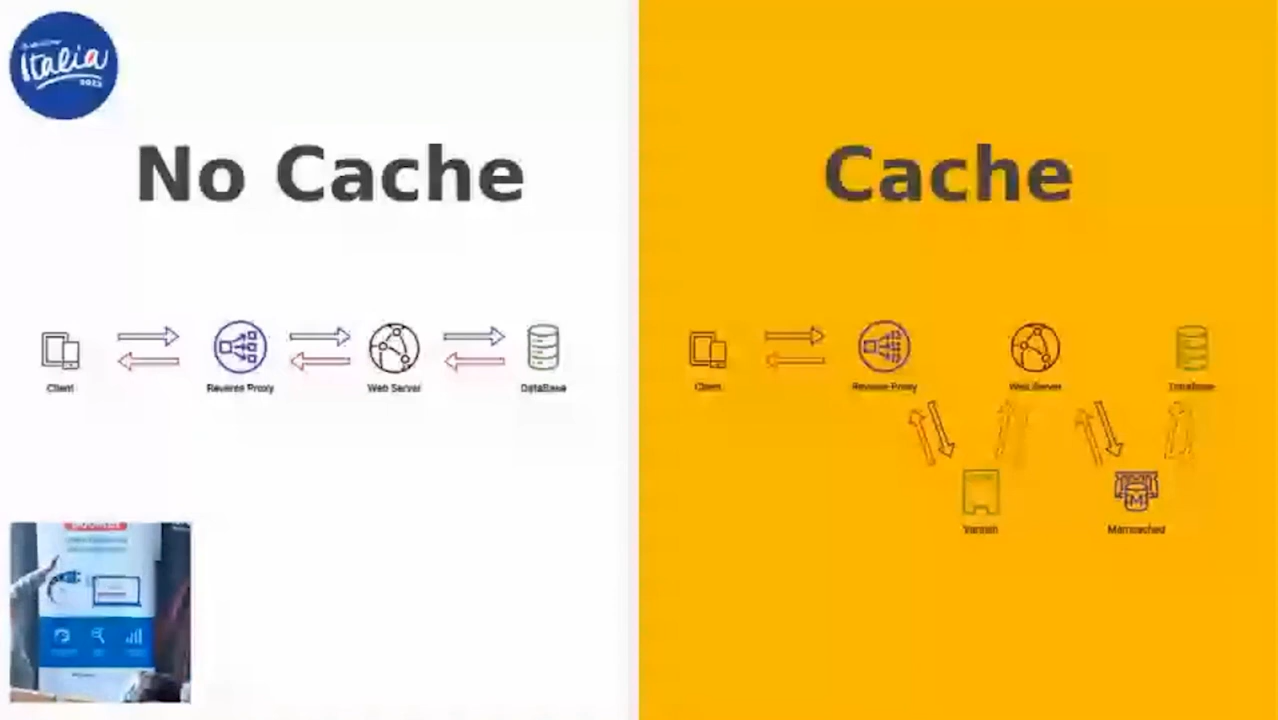 Italia
No Cache
Cache
Client
Reverse Proxy
Web Server
DataBase
Client
Reverse Proxy
Web Server
DataBase
Varnish
Memcached